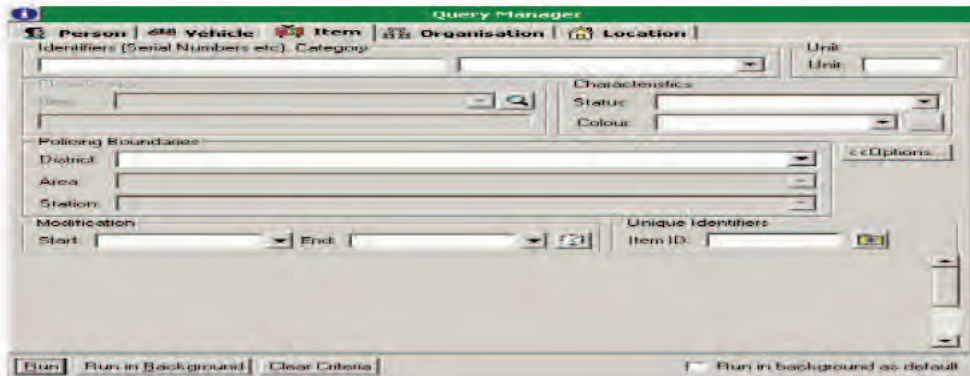 Query Manager
Person Vehicle Item Organisation Location
Identifiers (Serial Numbers etc). Category
Unit
Unit:
Characteristics
Status:
Colour:
Policing Boundaries
District:
Area:
Station:
<<Options...
Modification
Start: End:
Unique Identifiers
Item ID:
Run Run in Background Clear Criteria Run in background as default